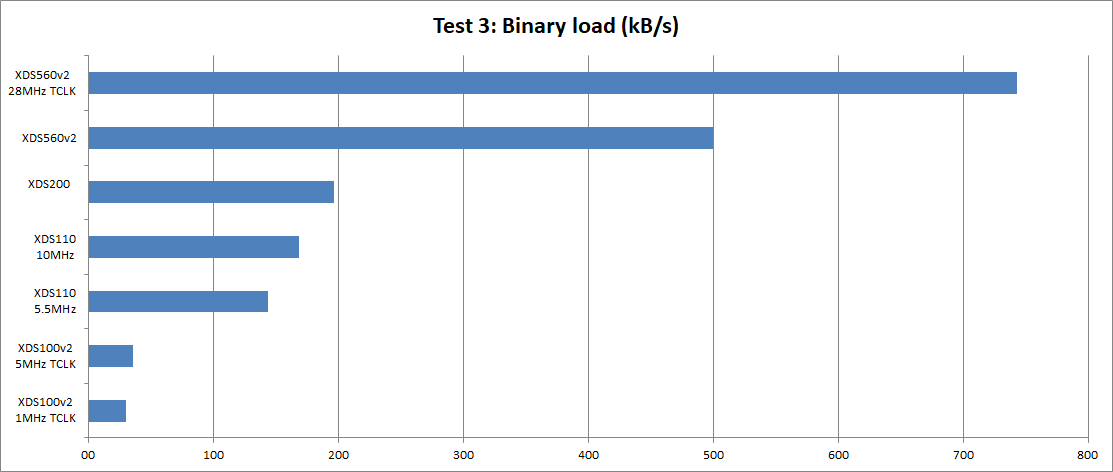 Test 3: Binary load (kB/s)
XDS560v2
28MHz TCLK
XDS560v2
XDS200
XDS110
10MHz
XDS110
5.5MHz
XDS100v2
5MHz TCLK
XDS100v2
1MHz TCLK
00 100 200 300 400 500 600 700 800